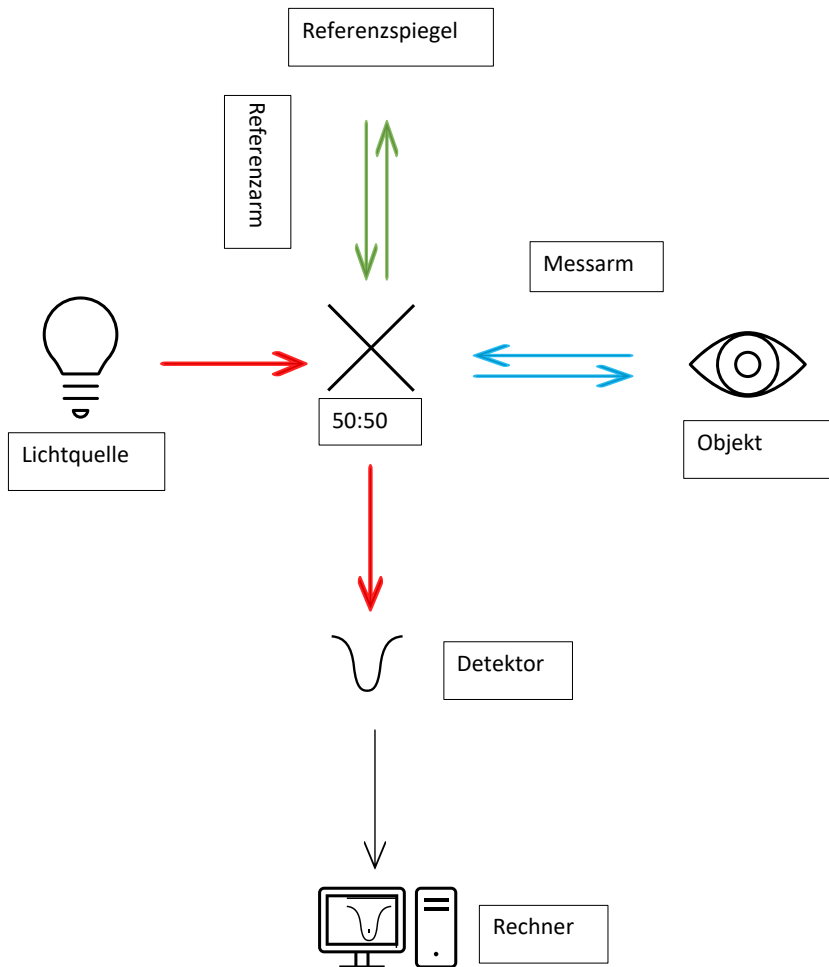 Referenzspiegel
Referenzarm
Messarm
50:50
Lichtquelle
Objekt
Detektor
Rechner